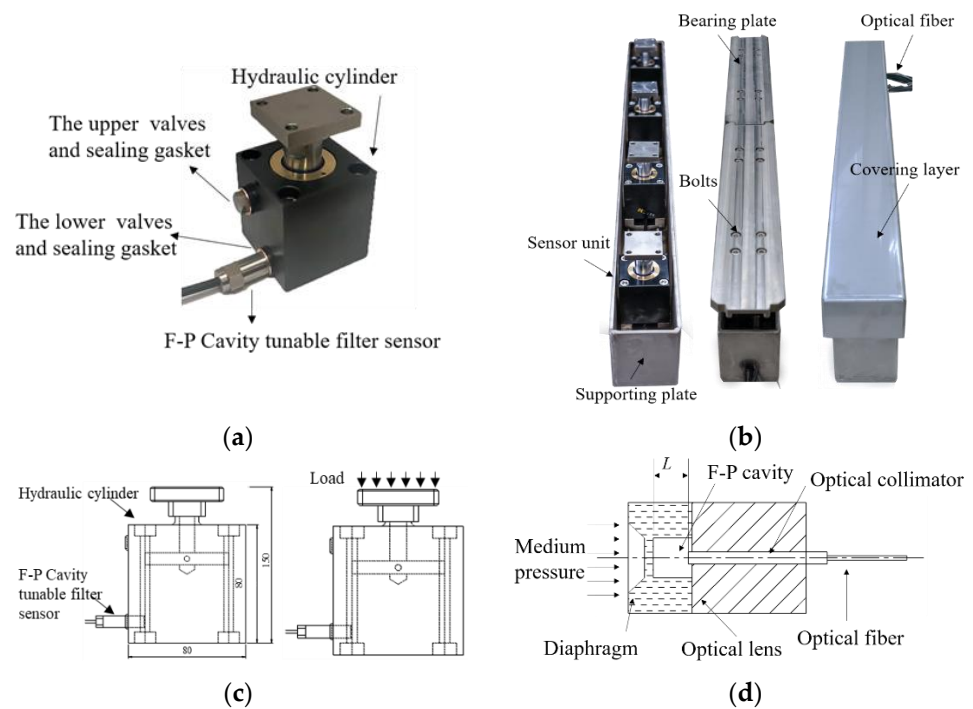 Hydraulic cylinder
The upper valves
and sealing gasket
The lower valves
and sealing gasket
F-P Cavity tunable filter sensor
(a)
Bearing plate
Optical fiber
Bolts
Covering layer
Sensor unit
Supporting plate
(b)
Hydraulic cylinder
F-P Cavity
tunable filter
sensor
80
150
80
Load
(c)
L
F-P cavity
Optical collimator
Medium
pressure
Diaphragm
Optical lens
Optical fiber
(d)